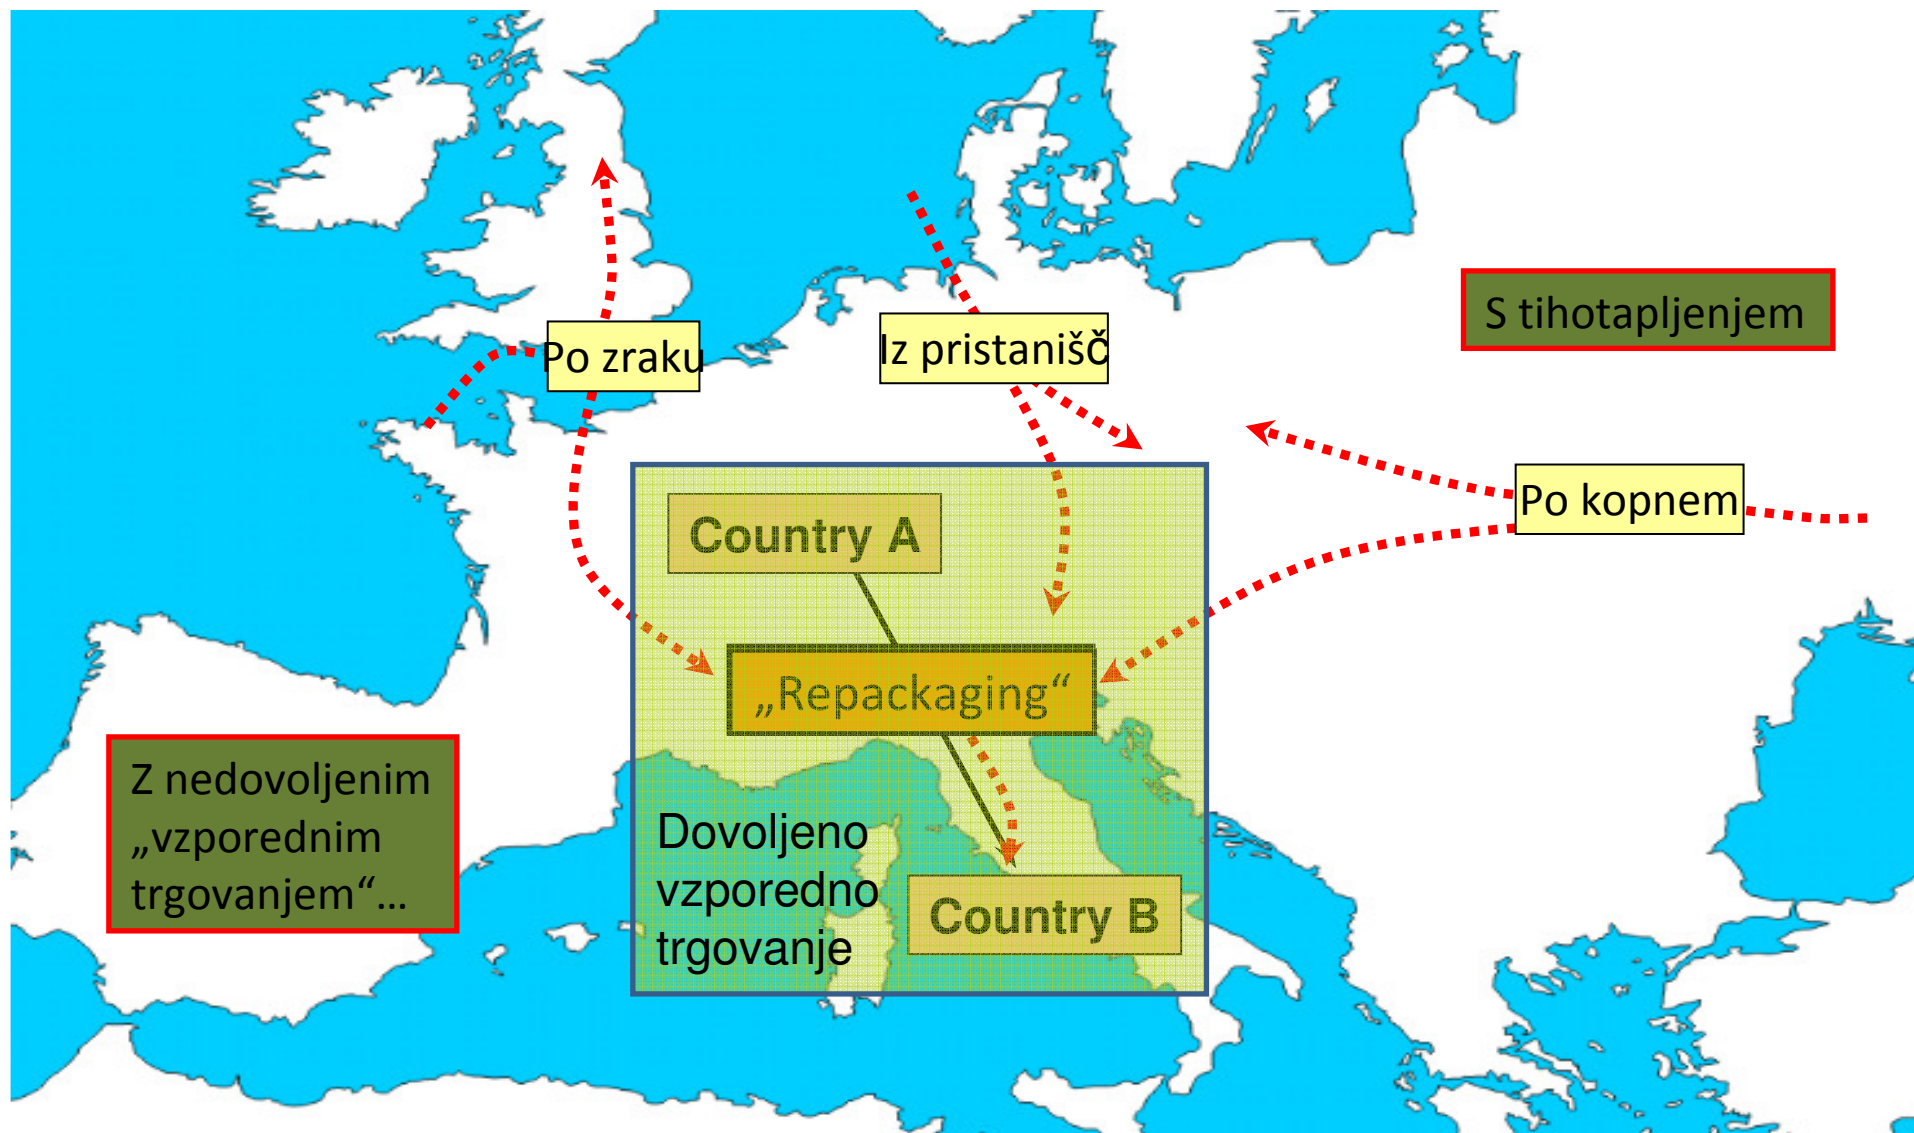 Po zraku
Iz pristanišč
S tihotapljenjem
Po kopnem
Country A
„Repackaging“
Z nedovoljenim
„vzporednim
trgovanjem“...
Dovoljeno
vzporedno
trgovanje
Country B